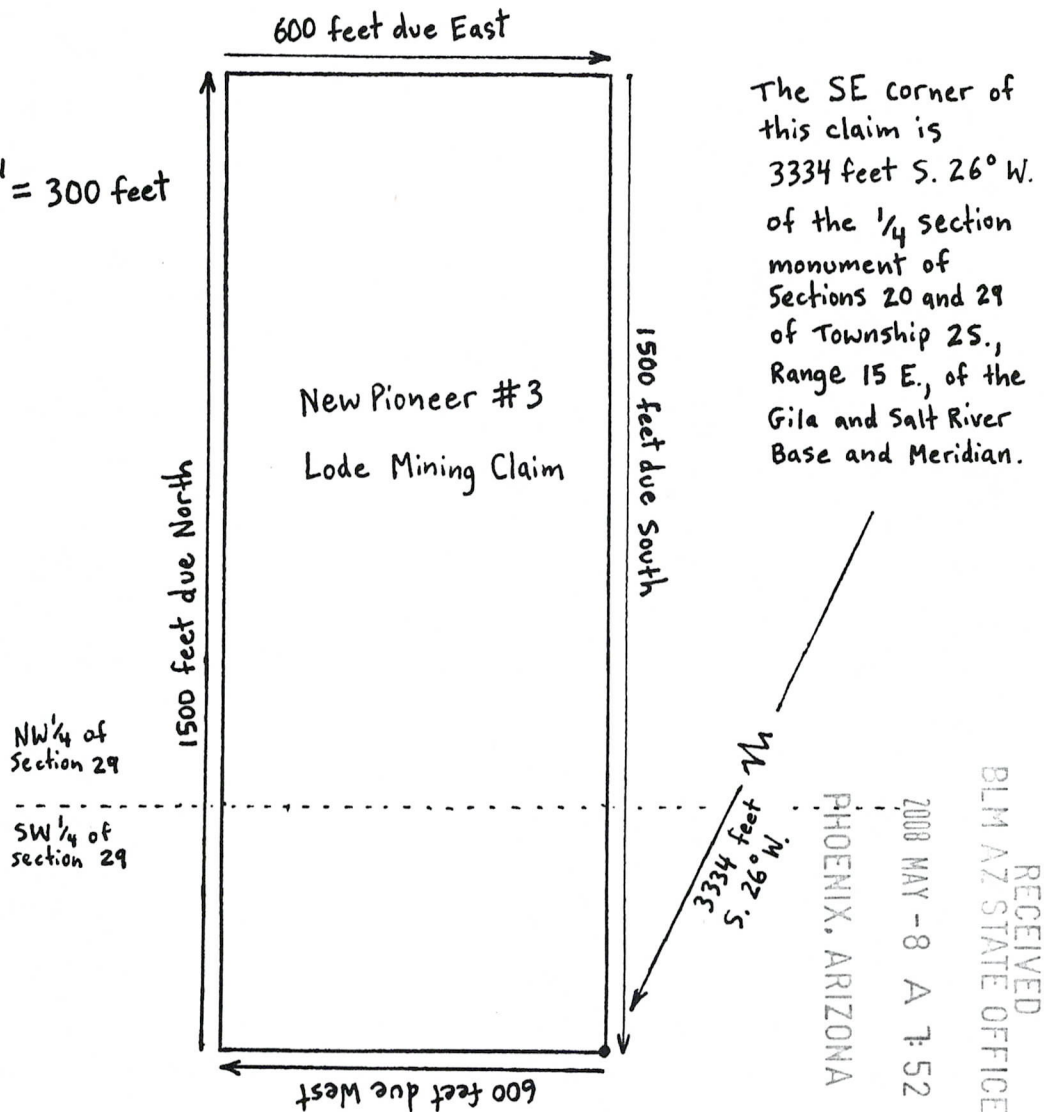 600 feet due East
= 300 feet
The SE corner of
this claim is
3334 feet S. 26° W.
of the 1/4 section
monument of
Sections 20 and 29
of Township 2S.,
Range 15 E., of the
Gila and Salt River
Base and Meridian.
1500 feet due North
New Pioneer #3
Lode Mining Claim
1500 feet due South
NW 1/4 of
Section 29
SW 1/4 of
section 29
3334 feet
S. 26° W.
600 feet due West
RECEIVED
BLM AZ STATE OFFICE
2008 MAY -8 A 7:52
PHOENIX, ARIZONA